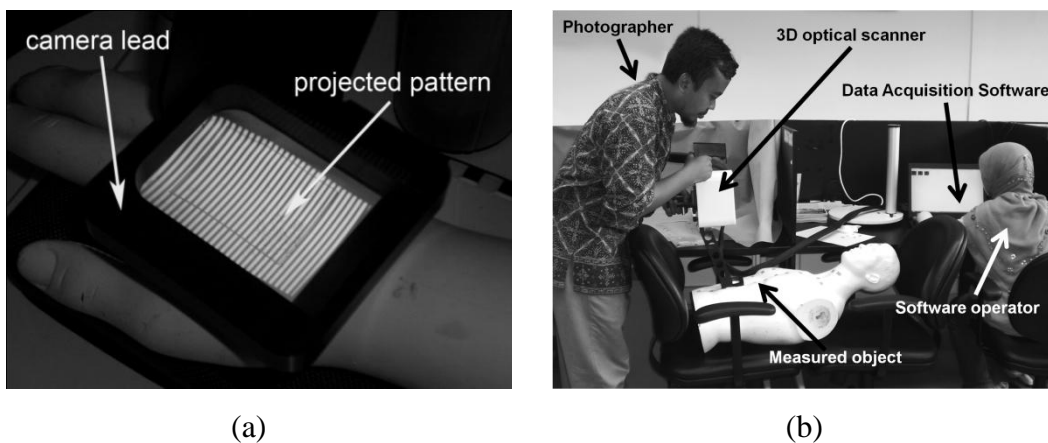 camera lead
projected pattern
(a)
Photographer
3D optical scanner
Data Acquisition Software
Software operator
Measured object
(b)